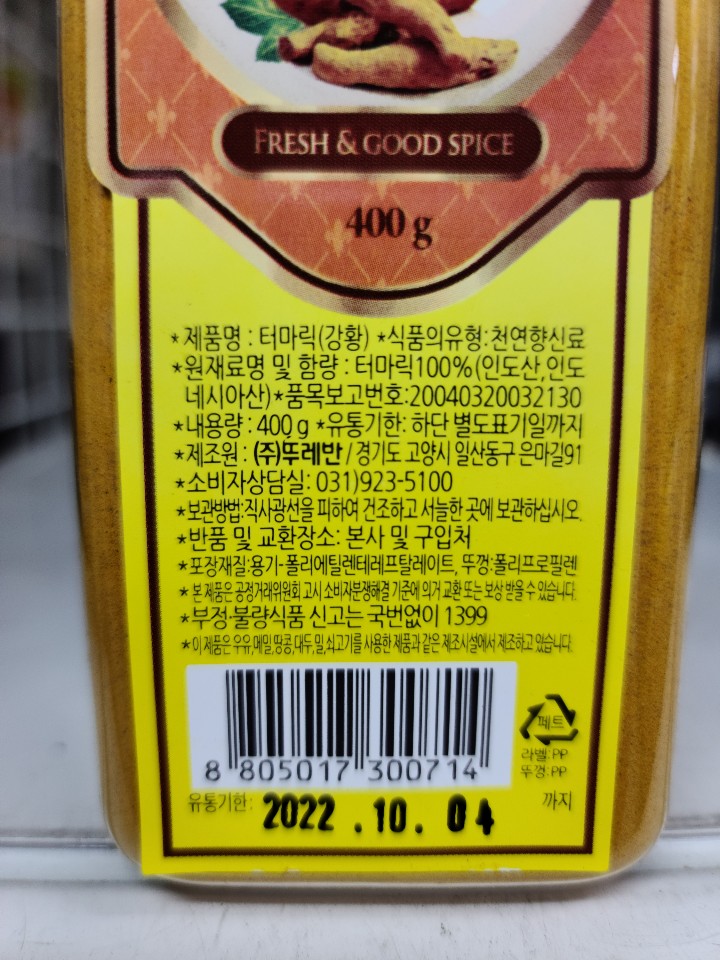 FRESH & GOOD SPICE
400 g
*제품명 : 터마릭(강황) *식품의유형:천연향신료
*원재료명 및 함량 : 터마릭100%(인도산,인도
네시아산)*품목보고번호:20040320032130
*내용량 : 400 g *유통기한: 하단 별도표기일까지
*제조원 : (주)뚜레반 / 경기도 고양시 일산동구 은마길91
*소비자상담실: 031)923-5100
*보관방법:직사광선을 피하여 건조하고 서늘한 곳에 보관하십시오.
*반품 및 교환장소: 본사 및 구입처
*포장재질:용기-폴리에틸렌테레프탈레이트, 뚜껑:폴리프로필렌
* 본 제품은 공정거래위원회 고시 소비자분쟁해결 기준에 의거 교환 또는 보상 받을 수 있습니다.
*부정·불량식품 신고는 국번없이 1399
*이 제품은 우유,메밀,땅콩,대두,밀,쇠고기를 사용한 제품과 같은 제조시설에서 제조하고 있습니다.
페트
라벨:PP
뚜껑:PP
8 805017 300714
유통기한: 2022 . 10. 04 까지